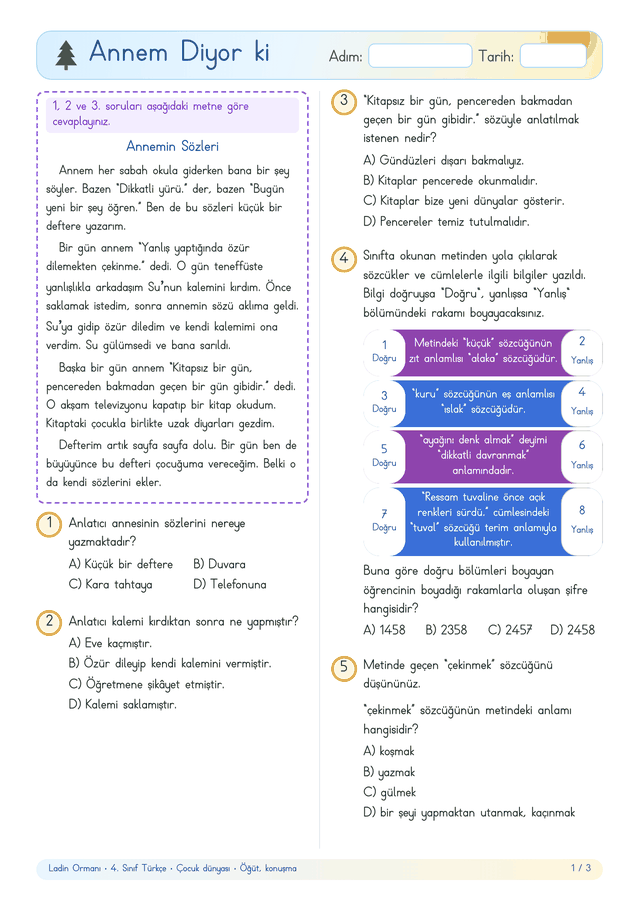 Annem Diyor ki
Adım:
Tarih:
1, 2 ve 3. soruları aşağıdaki metne göre
cevaplayınız.
Annemin Sözleri
Annem her sabah okula giderken bana bir şey
söyler. Bazen "Dikkatli yürü." der, bazen "Bugün
yeni bir şey öğren." Ben de bu sözleri küçük bir
deftere yazarım.
Bir gün annem "Yanlış yaptığında özür
dilemekten çekinme." dedi. O gün teneffüste
yanlışlıkla arkadaşım Su'nun kalemini kırdım. Önce
saklamak istedim, sonra annemin sözü aklıma geldi.
Su'ya gidip özür diledim ve kendi kalemimi ona
verdim. Su gülümsedi ve bana sarıldı.
Başka bir gün annem "Kitapsız bir gün,
pencereden bakmadan geçen bir gün gibidir." dedi.
O akşam televizyonu kapatıp bir kitap okudum.
Kitaptaki çocukla birlikte uzak diyarları gezdim.
Defterim artık sayfa sayfa dolu. Bir gün ben de
büyüyünce bu defteri çocuğuma vereceğim. Belki o
da kendi sözlerini ekler.
1
Anlatıcı annesinin sözlerini nereye
yazmaktadır?
A) Küçük bir deftere B) Duvara
C) Kara tahtaya D) Telefonuna
2
Anlatıcı kalemi kırdıktan sonra ne yapmıştır?
A) Eve kaçmıştır.
B) Özür dileyip kendi kalemini vermiştir.
C) Öğretmene şikâyet etmiştir.
D) Kalemi saklamıştır.
3
"Kitapsız bir gün, pencereden bakmadan
geçen bir gün gibidir." sözüyle anlatılmak
istenen nedir?
A) Gündüzleri dışarı bakmalıyız.
B) Kitaplar pencerede okunmalıdır.
C) Kitaplar bize yeni dünyalar gösterir.
D) Pencereler temiz tutulmalıdır.
4
Sınıfta okunan metinden yola çıkılarak
sözcükler ve cümlelerle ilgili bilgiler yazıldı.
Bilgi doğruysa "Doğru", yanlışsa "Yanlış"
bölümündeki rakamı boyayacaksınız.
1
Doğru
Metindeki "küçük" sözcüğünün
zıt anlamlısı "alaka" sözcüğüdür.
2
Yanlış
3
Doğru
"kuru" sözcüğünün eş anlamlısı
"ıslak" sözcüğüdür.
4
Yanlış
5
Doğru
"ayağını denk almak" deyimi
"dikkatli davranmak"
anlamındadır.
6
Yanlış
7
Doğru
"Ressam tuvaline önce açık
renkleri sürdü." cümlesindeki
"tuval" sözcüğü terim anlamıyla
kullanılmıştır.
8
Yanlış
Buna göre doğru bölümleri boyayan
öğrencinin boyadığı rakamlarla oluşan şifre
hangisidir?
A) 1458 B) 2358 C) 2457 D) 2458
5
Metinde geçen "çekinmek" sözcüğünü
düşününüz.
"çekinmek" sözcüğünün metindeki anlamı
hangisidir?
A) koşmak
B) yazmak
C) gülmek
D) bir şeyi yapmaktan utanmak, kaçınmak
Ladin Ormanı • 4. Sınıf Türkçe • Çocuk dünyası • Öğüt, konuşma
1 / 3